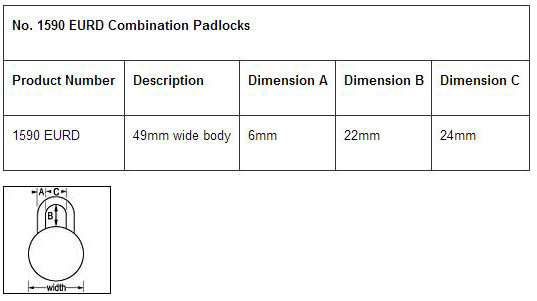 No. 1590 EURD Combination Padlocks
Product Number Description Dimension A Dimension B Dimension C
1590 EURD 49mm wide body 6mm 22mm 24mm
A C
B
width